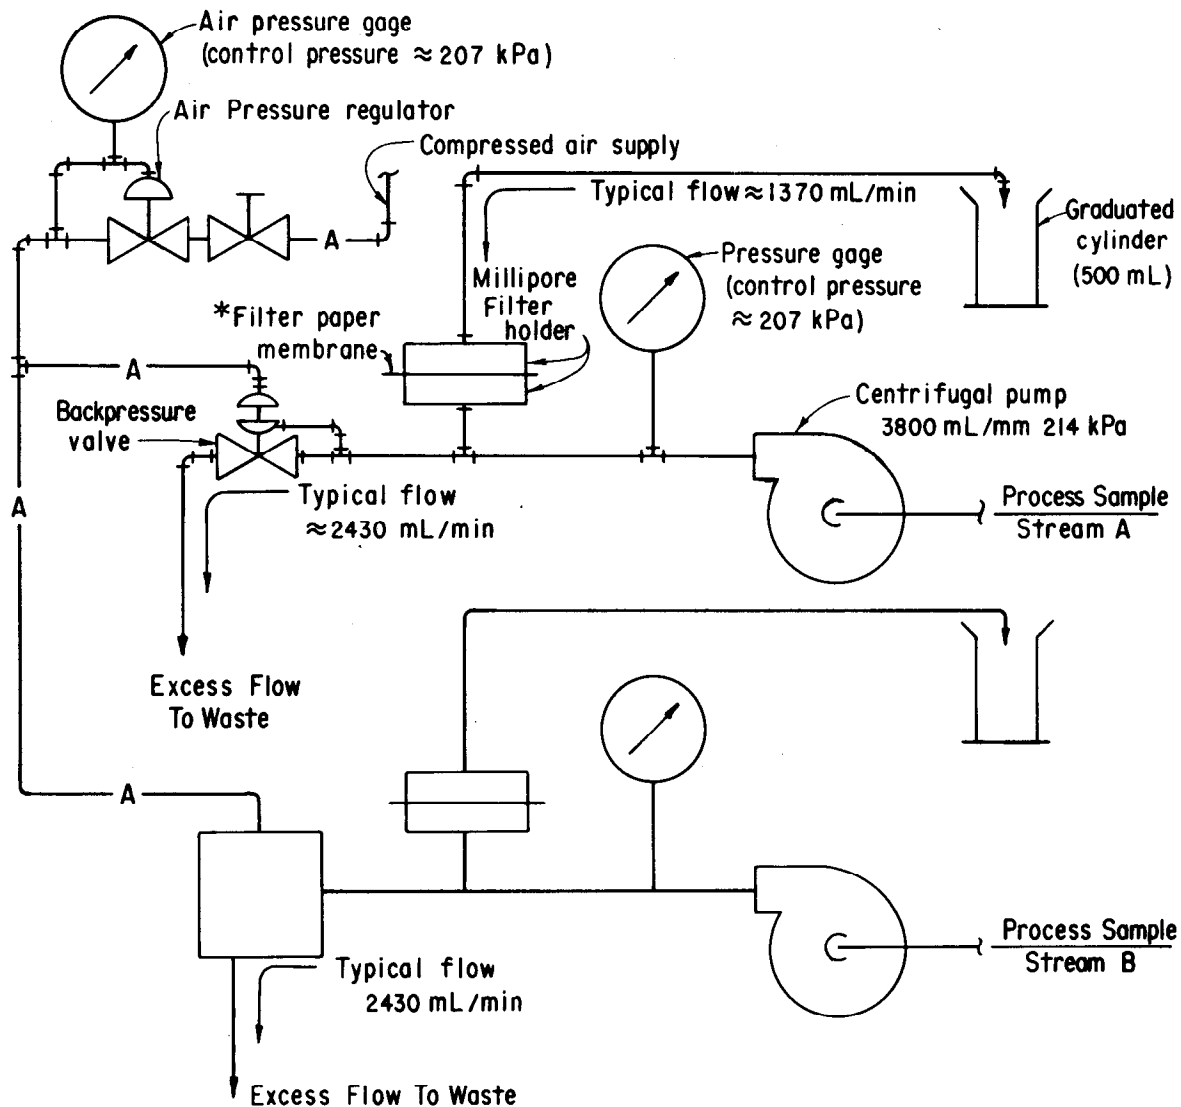 Air pressure gage
(control pressure ≈ 207 kPa)
Air Pressure regulator
Compressed air supply
Typical flow ≈ 1370 mL/min
A
Graduated
cylinder
(500 mL)
Pressure gage
(control pressure
≈ 207 kPa)
Millipore
Filter
holder
*Filter paper
membrane
A
Backpressure
valve
Centrifugal pump
3800 mL/mm 214 kPa
A
Typical flow
≈2430 mL/min
Process Sample
Stream A
Excess Flow
To Waste
A
Process Sample
Stream B
Typical flow
2430 mL/min
Excess Flow To Waste